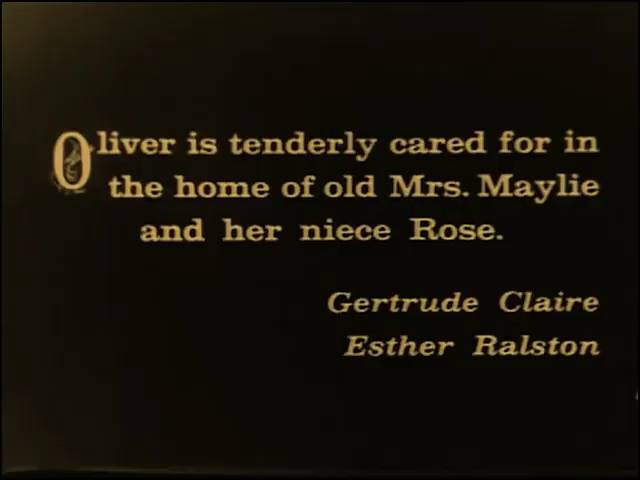 Oliver is tenderly cared for in
the home of old Mrs. Maylie
and her niece Rose.
Gertrude Claire
Esther Ralston